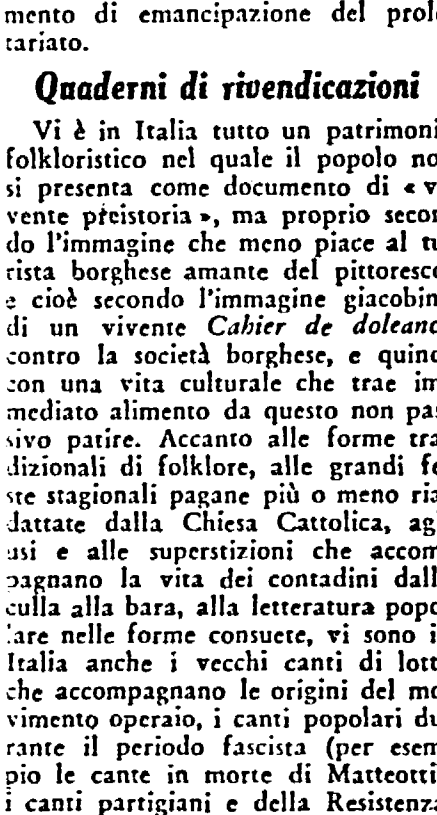 mento di emancipazione del prol
tariato.
Quaderni di rivendicazioni
Vi è in Italia tutto un patrimoni
folkloristico nel quale il popolo no
si presenta come documento di « v
vente preistoria », ma proprio secon
do l'immagine che meno piace al tu
rista borghese amante del pittoresco
e cioè secondo l'immagine giacobin
di un vivente Cahier de doleanc
contro la società borghese, e quind
con una vita culturale che trae im
mediato alimento da questo non pas
sivo patire. Accanto alle forme tra
dizionali di folklore, alle grandi fe
ste stagionali pagane più o meno ria
dattate dalla Chiesa Cattolica, agl
usi e alle superstizioni che accom
pagnano la vita dei contadini dall
culla alla bara, alla letteratura popo
lare nelle forme consuete, vi sono i
Italia anche i vecchi canti di lott
che accompagnano le origini del mo
vimento operaio, i canti popolari du
rante il periodo fascista (per esem
pio le cante in morte di Matteotti
i canti partigiani e della Resistenza